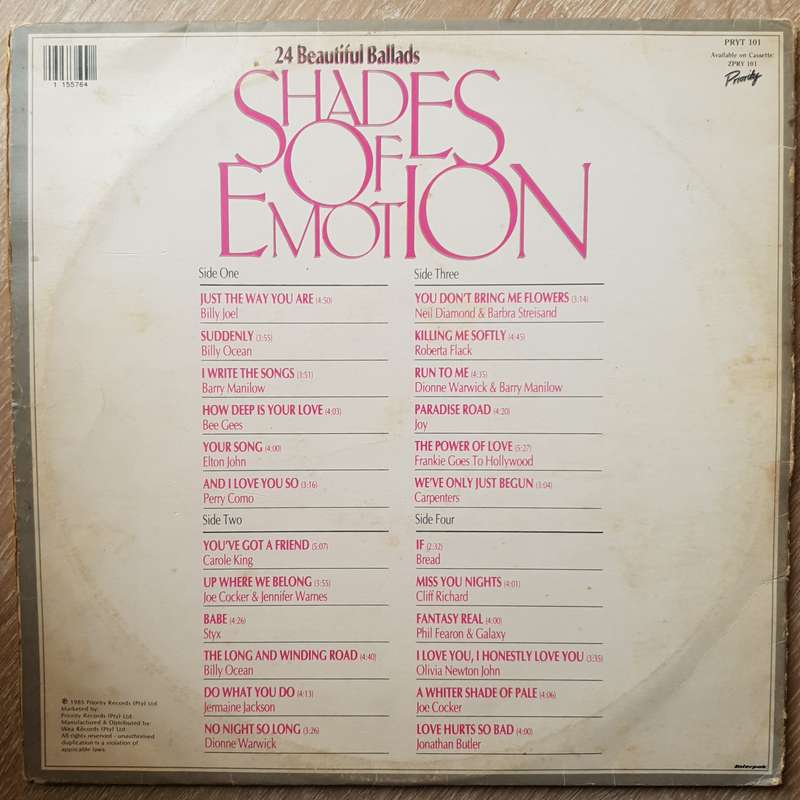 1 155764
PRYT 101
Available on Cassette:
ZPRY 101
Priority
24 Beautiful Ballads
SHADES
OF
EMOTION
Side One
JUST THE WAY YOU ARE (4:50)
Billy Joel
SUDDENLY (3:55)
Billy Ocean
I WRITE THE SONGS (3:51)
Barry Manilow
HOW DEEP IS YOUR LOVE (4:03)
Bee Gees
YOUR SONG (4:00)
Elton John
AND I LOVE YOU SO (3:16)
Perry Como
Side Two
YOU'VE GOT A FRIEND (5:07)
Carole King
UP WHERE WE BELONG (3:55)
Joe Cocker & Jennifer Warnes
BABE (4:26)
Styx
THE LONG AND WINDING ROAD (4:40)
Billy Ocean
DO WHAT YOU DO (4:13)
Jermaine Jackson
NO NIGHT SO LONG (3:26)
Dionne Warwick
Side Three
YOU DON'T BRING ME FLOWERS (3:14)
Neil Diamond & Barbra Streisand
KILLING ME SOFTLY (4:45)
Roberta Flack
RUN TO ME (4:35)
Dionne Warwick & Barry Manilow
PARADISE ROAD (4:20)
Joy
THE POWER OF LOVE (5:27)
Frankie Goes To Hollywood
WE'VE ONLY JUST BEGUN (3:04)
Carpenters
Side Four
IF (2:32)
Bread
MISS YOU NIGHTS (4:01)
Cliff Richard
FANTASY REAL (4:00)
Phil Fearon & Galaxy
I LOVE YOU, I HONESTLY LOVE YOU (3:35)
Olivia Newton John
A WHITER SHADE OF PALE (4:06)
Joe Cocker
LOVE HURTS SO BAD (4:00)
Jonathan Butler
℗ 1985 Priority Records (Pty) Ltd
Marketed by:
Priority Records (Pty) Ltd.
Manufactured & Distributed by:
Wea Records (Pty) Ltd.
All rights reserved - unauthorised
duplication is a violation of
applicable laws.
Interpak